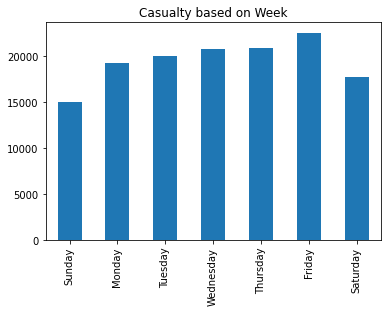 Casualty based on Week
20000
15000
10000
5000
0
Sunday
Monday
Tuesday
Wednesday
Thursday
Friday
Saturday